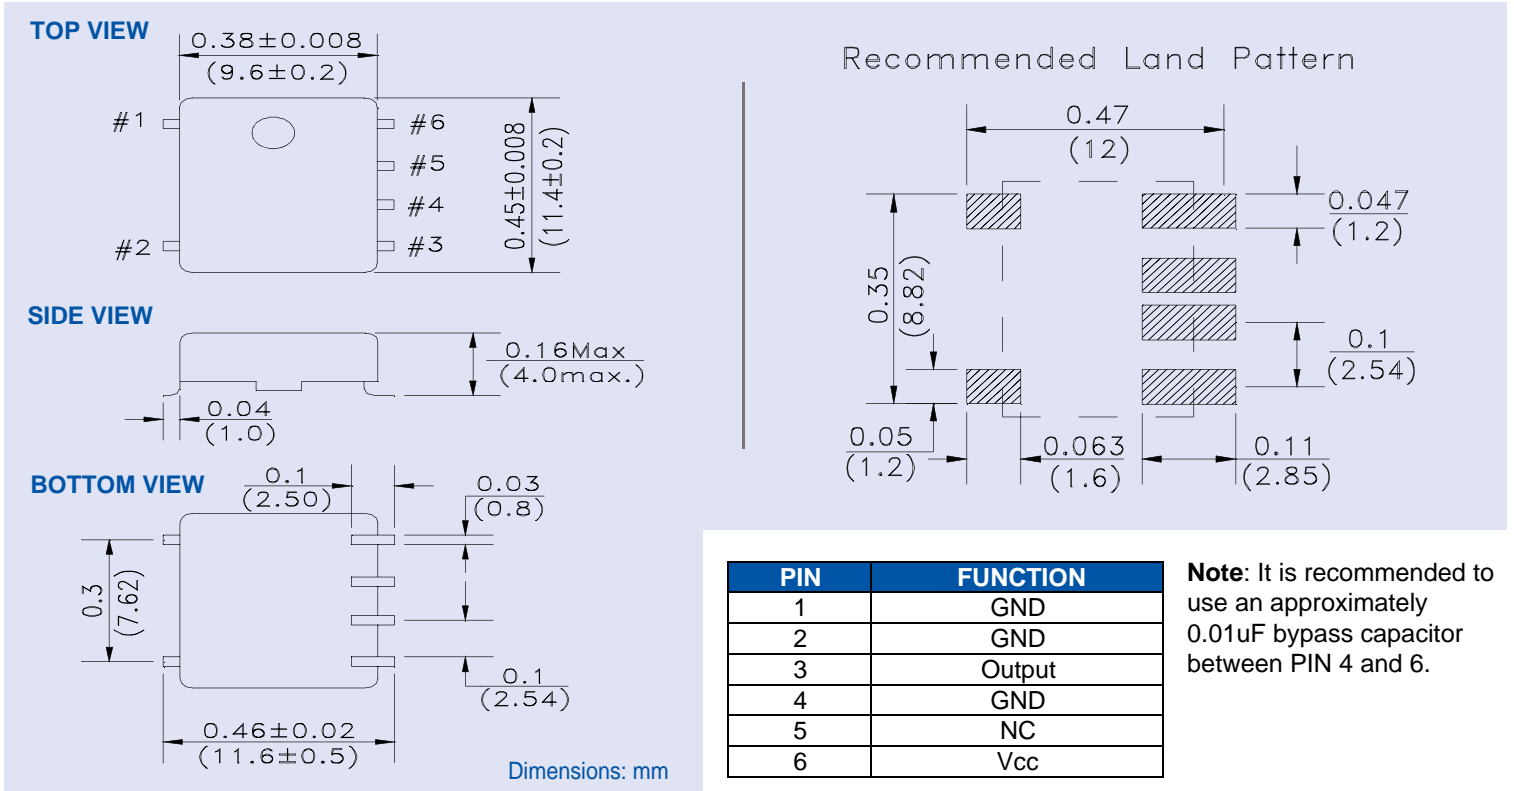 TOP VIEW
0.38±0.008
(9.6±0.2)
#1
#2
#6
#5
#4
#3
0.45±0.008
(11.4±0.2)
SIDE VIEW
0.16Max
(4.0max.)
0.04
(1.0)
BOTTOM VIEW
0.1
(2.50)
0.03
(0.8)
0.3
(7.62)
0.1
(2.54)
0.46±0.02
(11.6±0.5)
Dimensions: mm
Recommended Land Pattern
0.47
(12)
0.047
(1.2)
0.35
(8.82)
0.1
(2.54)
0.05
(1.2)
0.063
(1.6)
0.11
(2.85)
PIN FUNCTION
1 GND
2 GND
3 Output
4 GND
5 NC
6 Vcc
Note: It is recommended to
use an approximately
0.01uF bypass capacitor
between PIN 4 and 6.